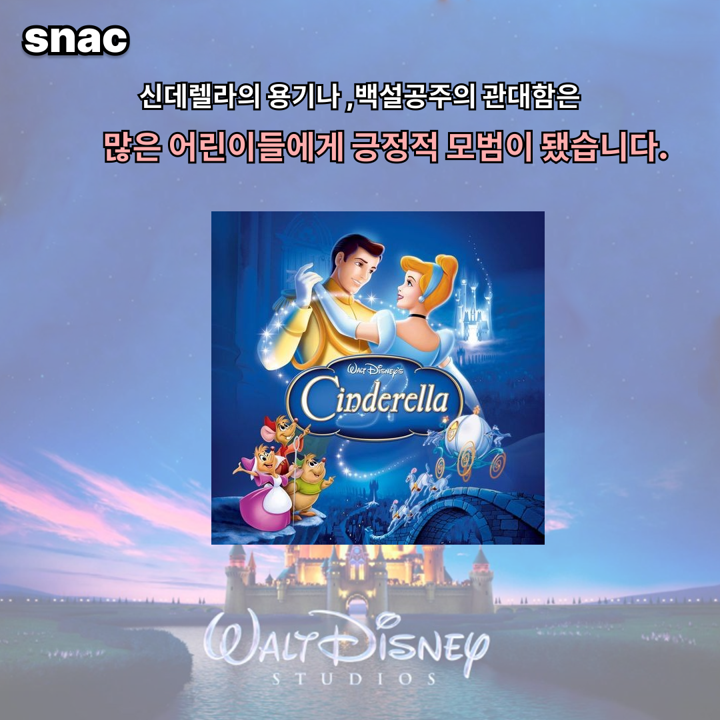 snac
신데렐라의 용기나 ,백설공주의 관대함은
많은 어린이들에게 긍정적 모범이 됐습니다.
WALT DISNEY'S
Cinderella
WALT DISNEY
STUDIOS